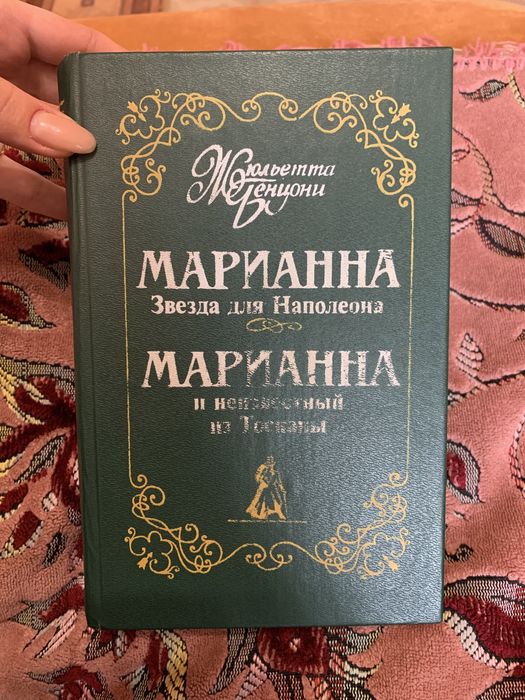 Жюльетта
Бенцони
МАРИАННА
Звезда для Наполеона
МАРИАННА
и неизвестный
из Тосканы